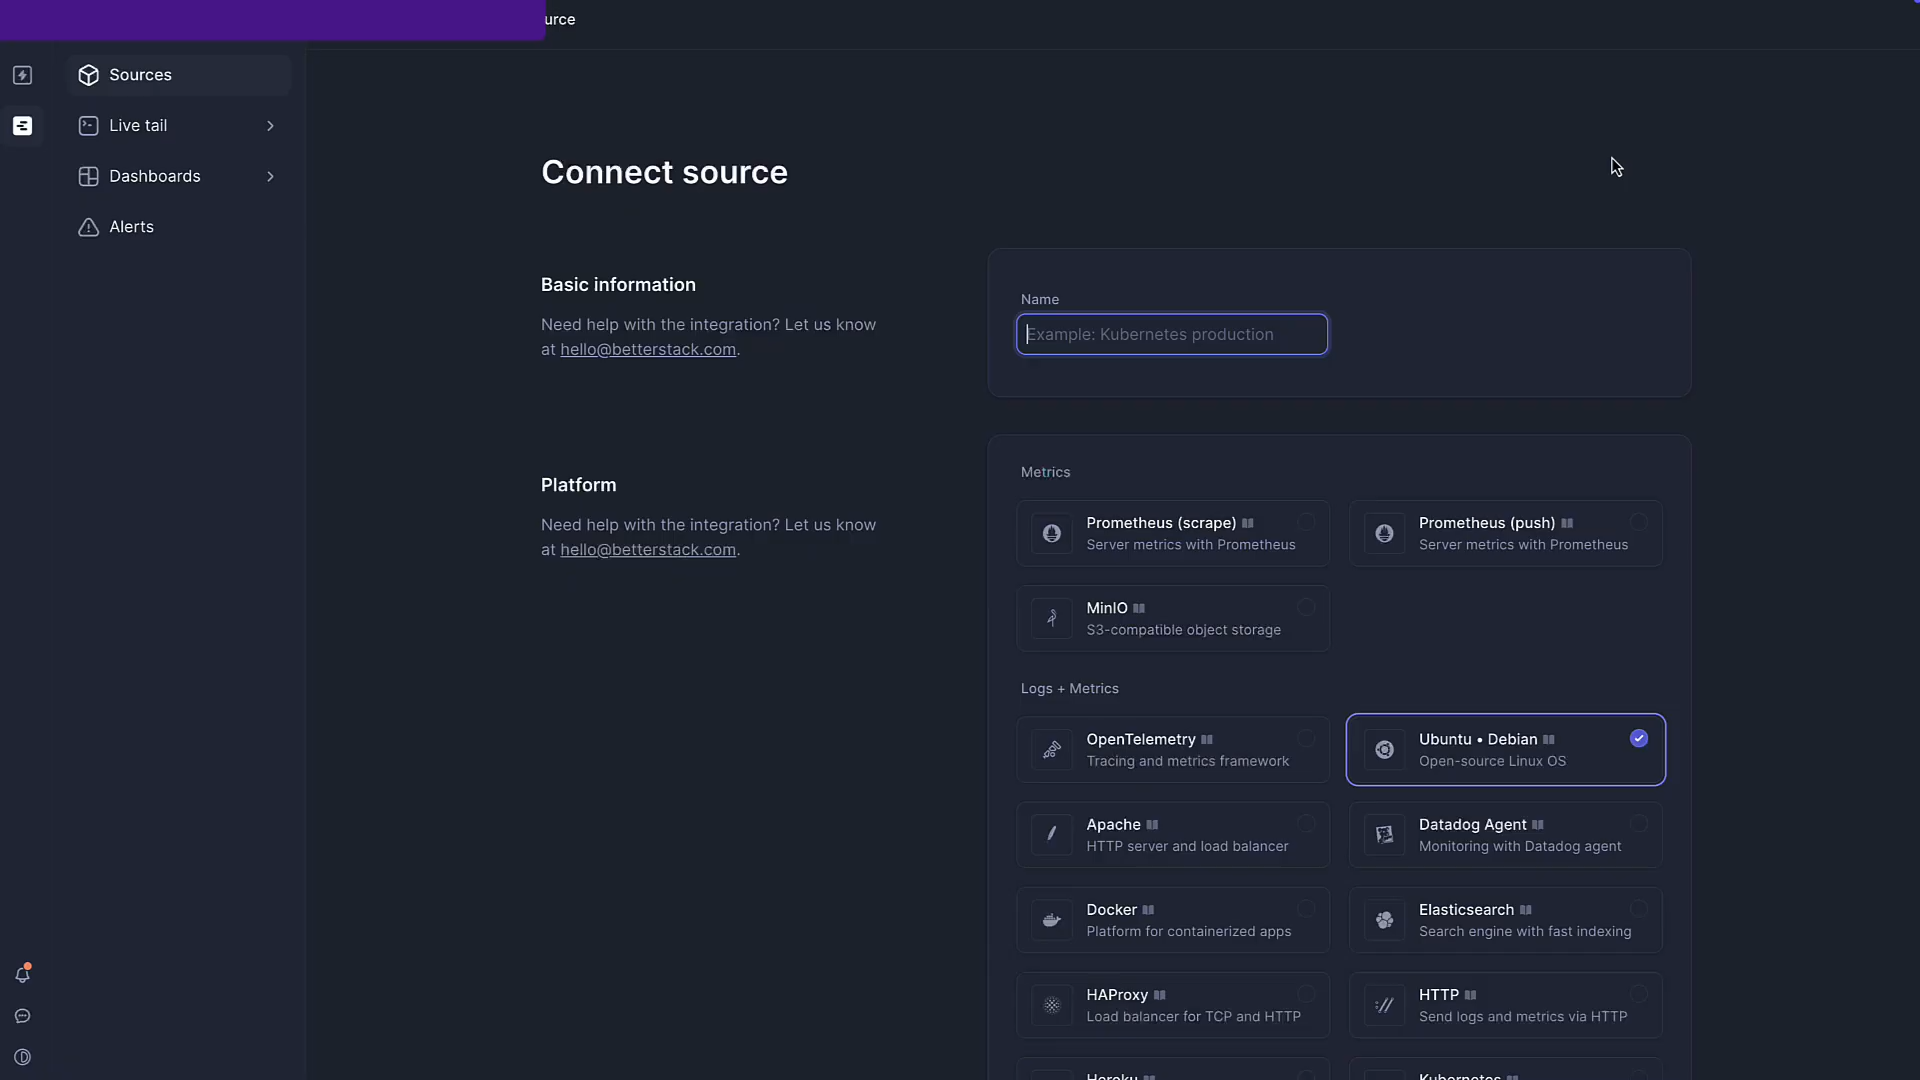 urce
Sources
Live tail
Dashboards
Alerts
Connect source
Basic information
Need help with the integration? Let us know
at hello@betterstack.com.
Name
Example: Kubernetes production
Platform
Need help with the integration? Let us know
at hello@betterstack.com.
Metrics
Prometheus (scrape)
Server metrics with Prometheus
Prometheus (push)
Server metrics with Prometheus
MinIO
S3-compatible object storage
Logs + Metrics
OpenTelemetry
Tracing and metrics framework
Ubuntu • Debian
Open-source Linux OS
Apache
HTTP server and load balancer
Datadog Agent
Monitoring with Datadog agent
Docker
Platform for containerized apps
Elasticsearch
Search engine with fast indexing
HAProxy
Load balancer for TCP and HTTP
HTTP
Send logs and metrics via HTTP
Heroku
Kubernetes